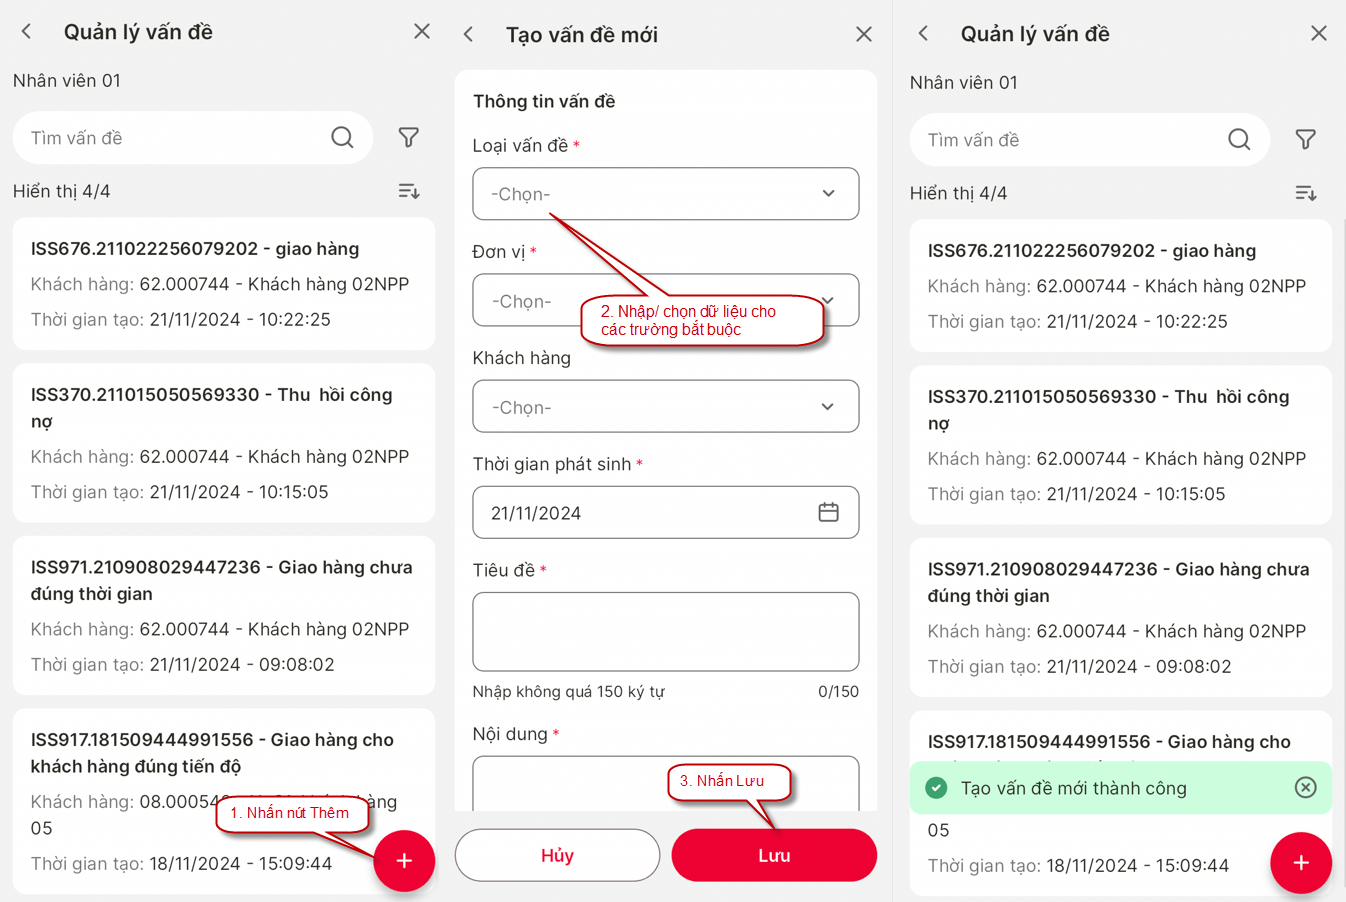 Quản lý vấn đề
Nhân viên 01
Tìm vấn đề
Hiển thị 4/4
ISS676.211022256079202 - giao hàng
Khách hàng: 62.000744 - Khách hàng 02NPP
Thời gian tạo: 21/11/2024 - 10:22:25
ISS370.211015050569330 - Thu  hồi công
nợ
Khách hàng: 62.000744 - Khách hàng 02NPP
Thời gian tạo: 21/11/2024 - 10:15:05
ISS971.210908029447236 - Giao hàng chưa
đúng thời gian
Khách hàng: 62.000744 - Khách hàng 02NPP
Thời gian tạo: 21/11/2024 - 09:08:02
ISS917.181509444991556 - Giao hàng cho
khách hàng đúng tiến độ
Khách hàng: 08.00054
05
1. Nhấn nút Thêm
Thời gian tạo: 18/11/2024 - 15:09:44
Tạo vấn đề mới
Thông tin vấn đề
Loại vấn đề *
-Chọn-
Đơn vị *
-Chọn-
2. Nhập/ chọn dữ liệu cho
các trường bắt buộc
Khách hàng
-Chọn-
Thời gian phát sinh *
21/11/2024
Tiêu đề *
Nhập không quá 150 ký tự 0/150
Nội dung *
3. Nhấn Lưu
Hủy Lưu
Quản lý vấn đề
Nhân viên 01
Tìm vấn đề
Hiển thị 4/4
ISS676.211022256079202 - giao hàng
Khách hàng: 62.000744 - Khách hàng 02NPP
Thời gian tạo: 21/11/2024 - 10:22:25
ISS370.211015050569330 - Thu  hồi công
nợ
Khách hàng: 62.000744 - Khách hàng 02NPP
Thời gian tạo: 21/11/2024 - 10:15:05
ISS971.210908029447236 - Giao hàng chưa
đúng thời gian
Khách hàng: 62.000744 - Khách hàng 02NPP
Thời gian tạo: 21/11/2024 - 09:08:02
ISS917.181509444991556 - Giao hàng cho
Tạo vấn đề mới thành công
05
Thời gian tạo: 18/11/2024 - 15:09:44